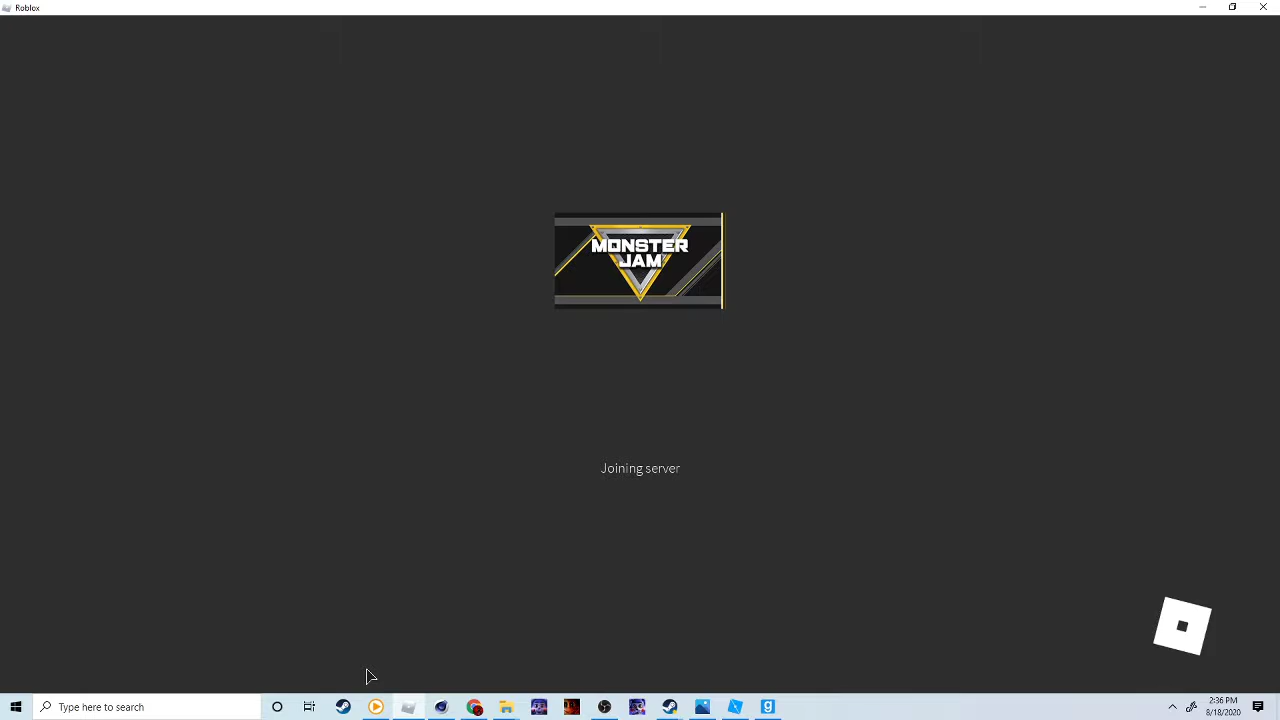 Roblox
MONSTER
JAM
Joining server
Type here to search
2:36 PM
8/18/2020